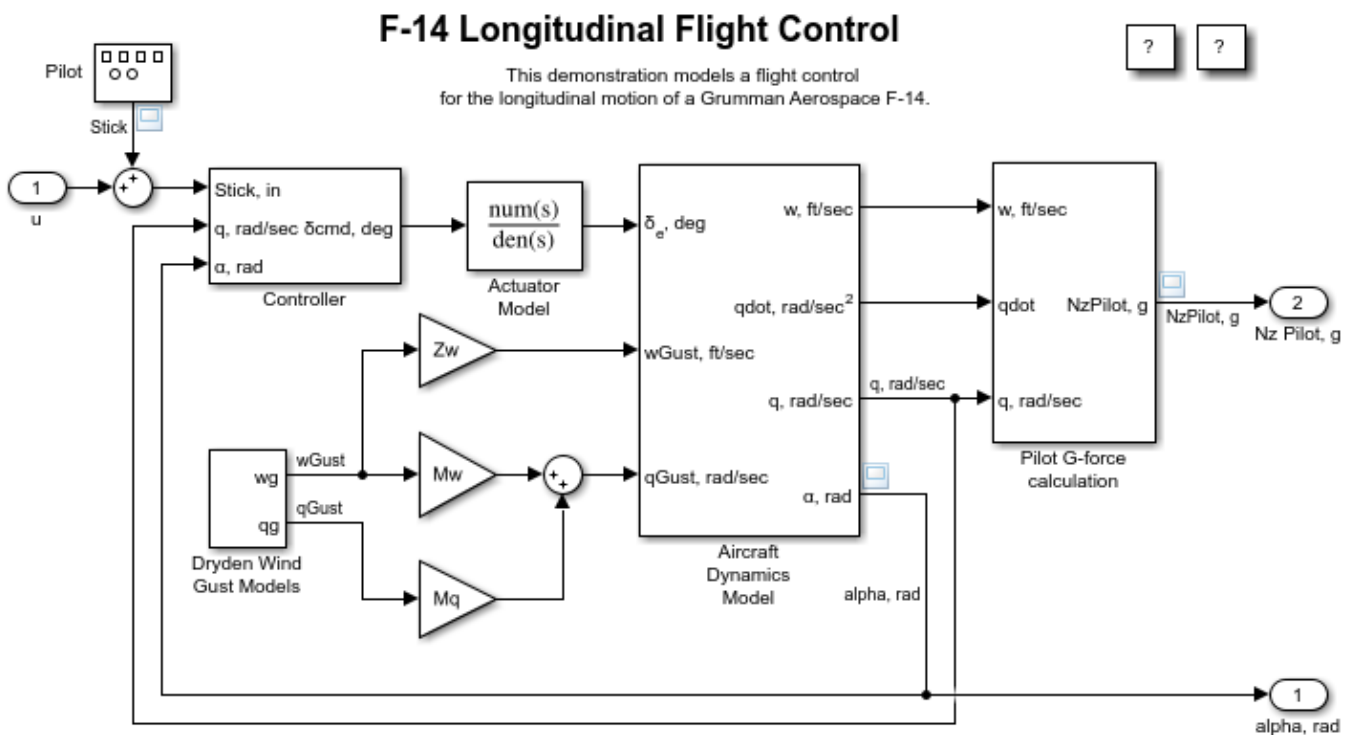 F-14 Longitudinal Flight Control
?
?
This demonstration models a flight control
for the longitudinal motion of a Grumman Aerospace F-14.
Pilot
Stick
1
u
Stick, in
q, rad/sec δcmd, deg
α, rad
Controller
num(s)
den(s)
Actuator
Model
δe, deg
wGust, ft/sec
qGust, rad/sec
w, ft/sec
qdot, rad/sec²
q, rad/sec
α, rad
Aircraft
Dynamics
Model
q, rad/sec
w, ft/sec
qdot
NzPilot, g
q, rad/sec
Pilot G-force
calculation
NzPilot, g
2
Nz Pilot, g
Zw
Mw
Mq
wg
qg
wGust
qGust
Dryden Wind
Gust Models
alpha, rad
1
alpha, rad